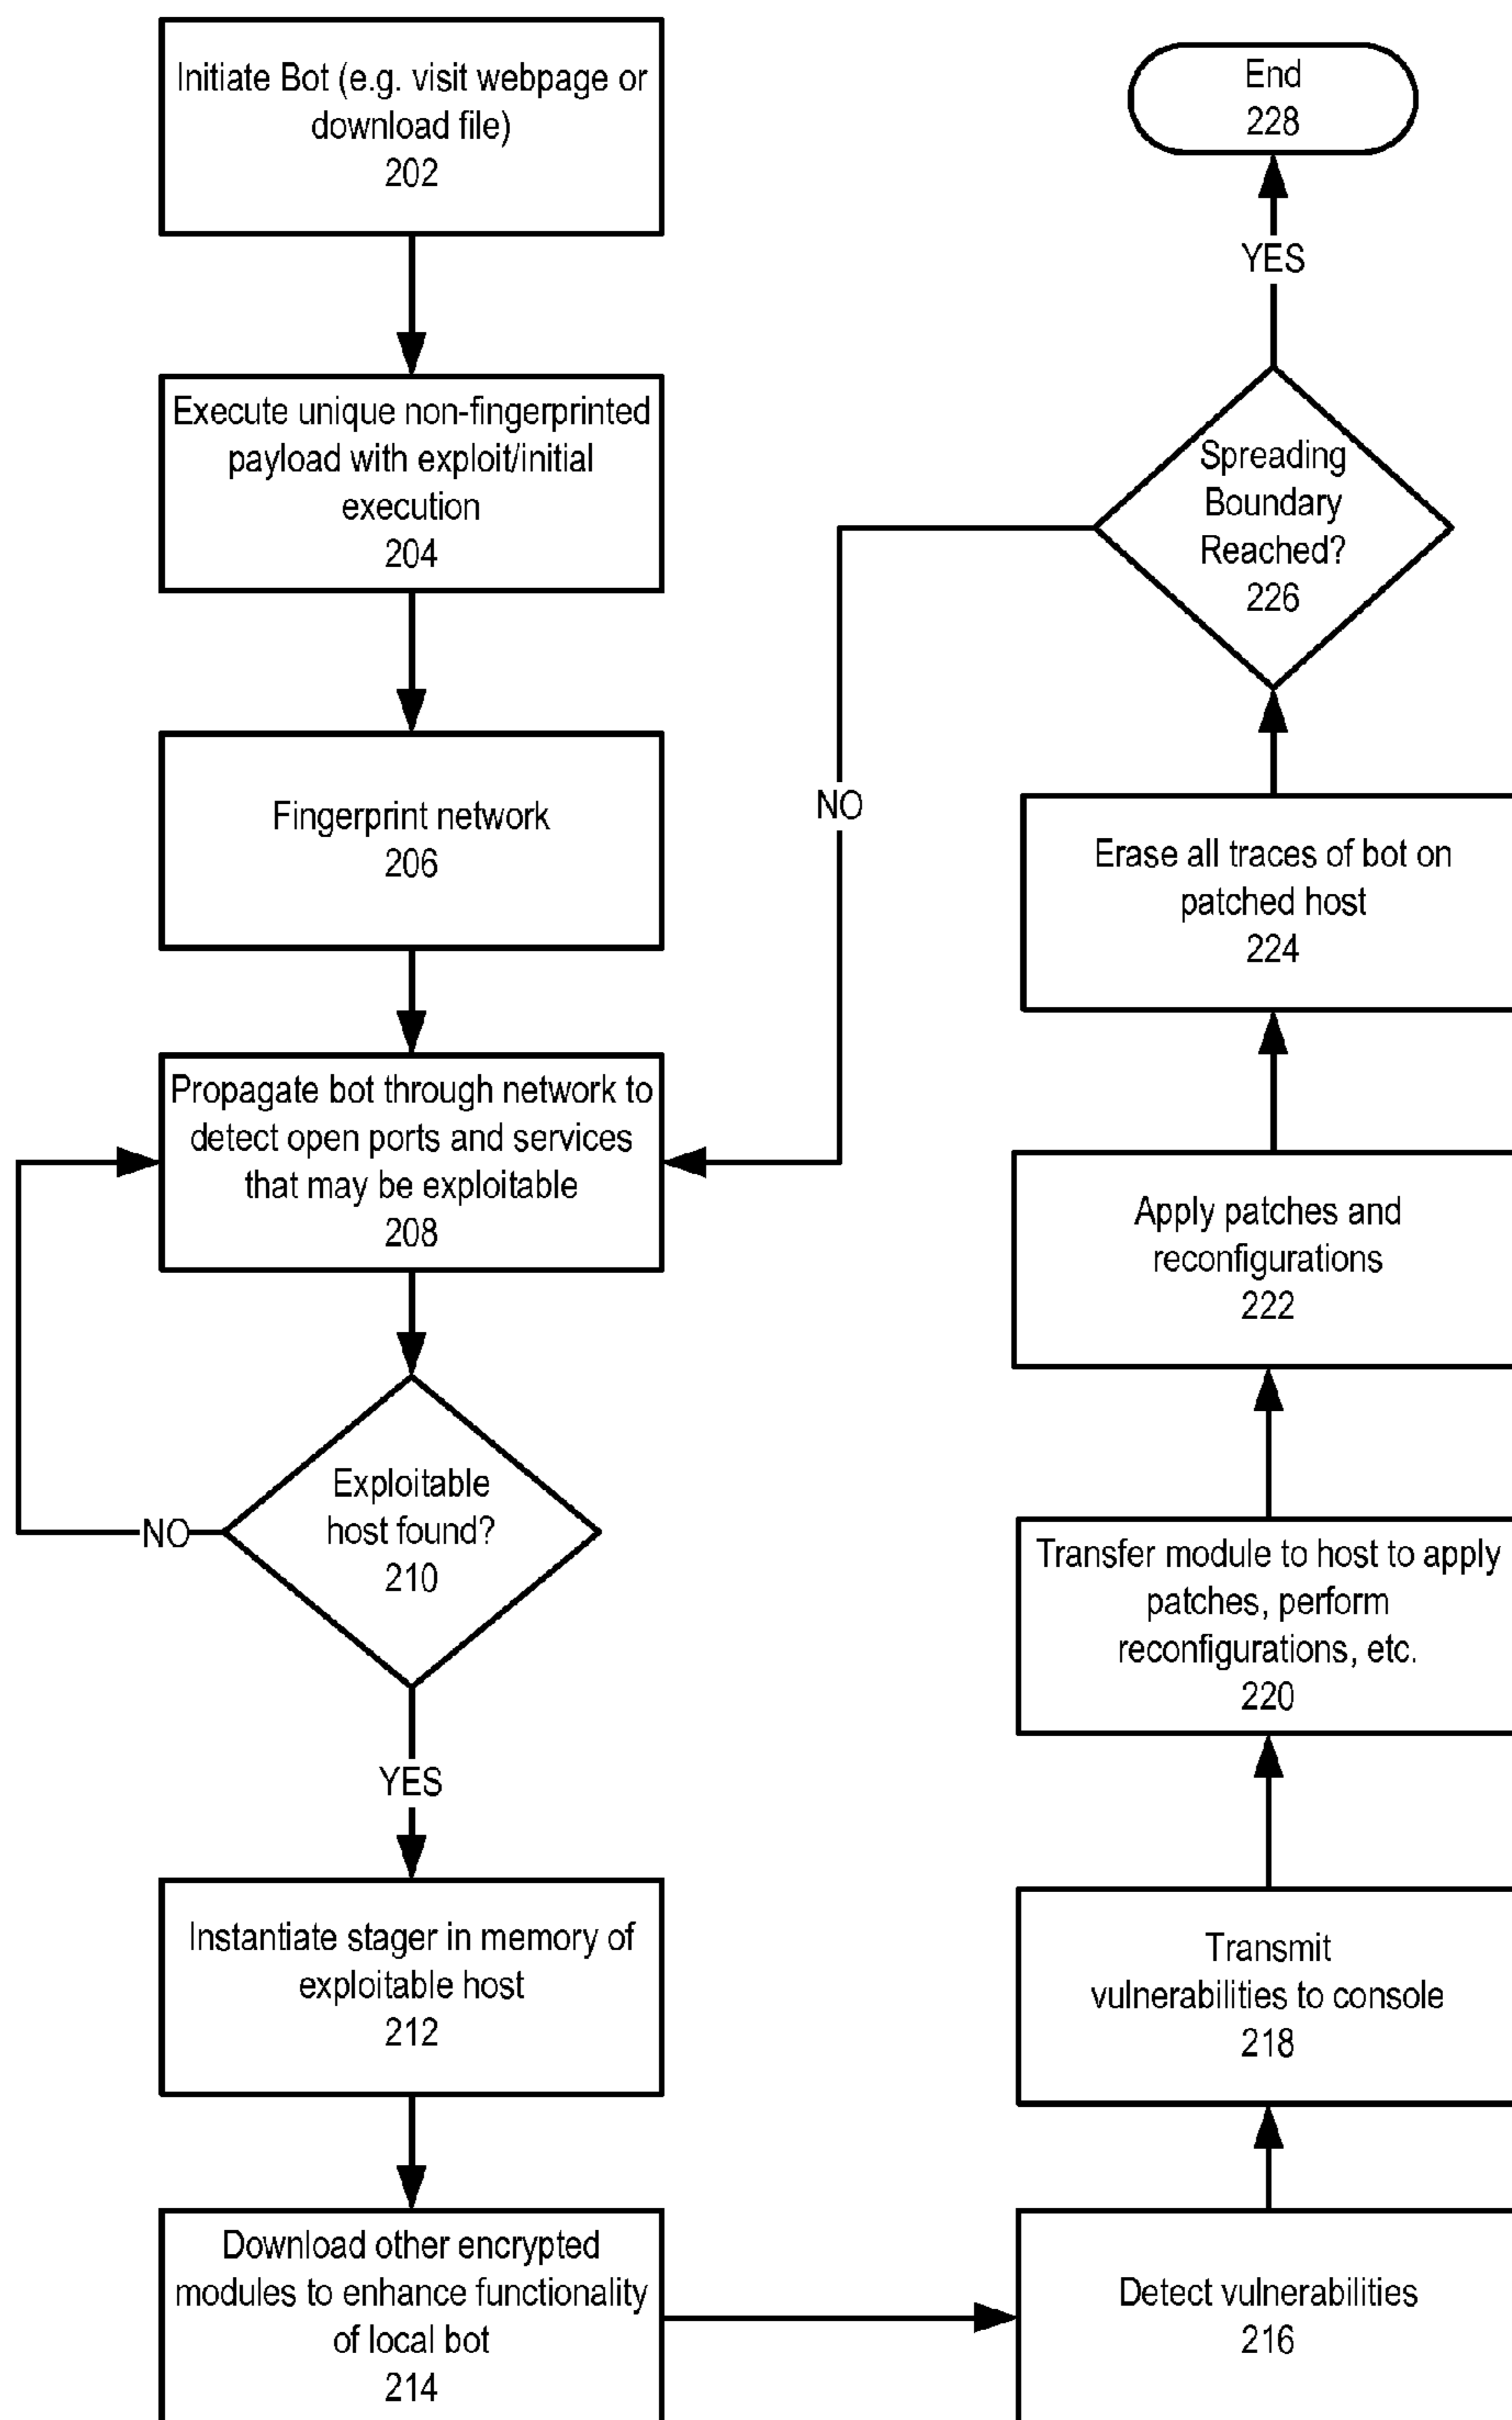 Initiate Bot (e.g. visit webpage or
download file)
202
Execute unique non-fingerprinted
payload with exploit/initial
execution
204
Fingerprint network
206
Propagate bot through network to
detect open ports and services
that may be exploitable
208
Exploitable
host found?
210
NO
YES
Instantiate stager in memory of
exploitable host
212
Download other encrypted
modules to enhance functionality
of local bot
214
Detect vulnerabilities
216
Transmit
vulnerabilities to console
218
Transfer module to host to apply
patches, perform
reconfigurations, etc.
220
Apply patches and
reconfigurations
222
Erase all traces of bot on
patched host
224
Spreading
Boundary
Reached?
226
NO
YES
End
228